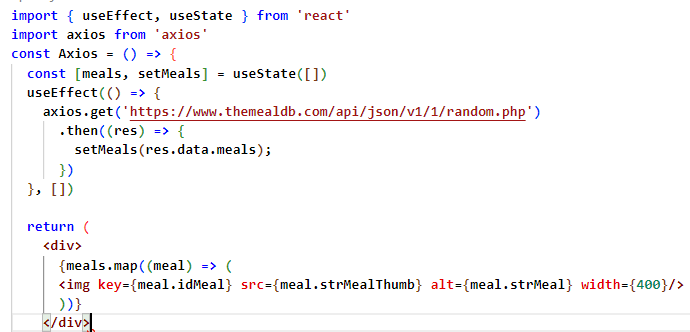 import { useEffect, useState } from 'react'
import axios from 'axios'
const Axios = () => {
  const [meals, setMeals] = useState([])
  useEffect(() => {
    axios.get('https://www.themealdb.com/api/json/v1/1/random.php')
      .then((res) => {
        setMeals(res.data.meals);
      })
  }, [])

  return (
    <div>
      {meals.map((meal) => (
      <img key={meal.idMeal} src={meal.strMealThumb} alt={meal.strMeal} width={400}/>
      ))}
    </div>